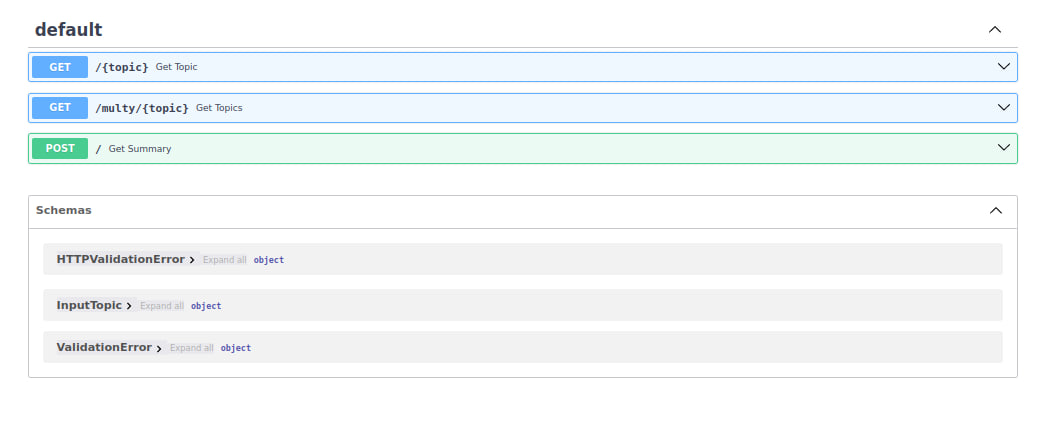 default
GET /{topic} Get Topic
GET /multy/{topic} Get Topics
POST / Get Summary
Schemas
HTTPValidationError Expand all object
InputTopic Expand all object
ValidationError Expand all object